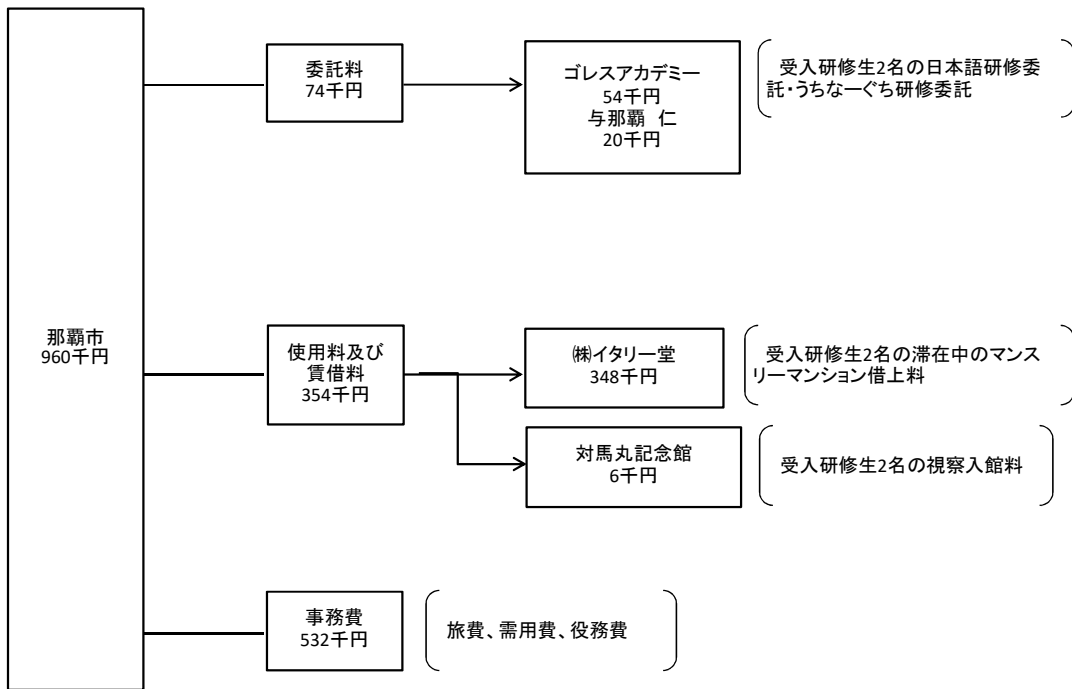 那覇市
960千円
委託料
74千円
ゴレスアカデミー
54千円
与那覇　仁
20千円
受入研修生2名の日本語研修委
託・うちなーぐち研修委託
使用料及び
賃借料
354千円
㈱イタリー堂
348千円
受入研修生2名の滞在中のマンス
リーマンション借上料
対馬丸記念館
6千円
受入研修生2名の視察入館料
事務費
532千円
旅費、需用費、役務費